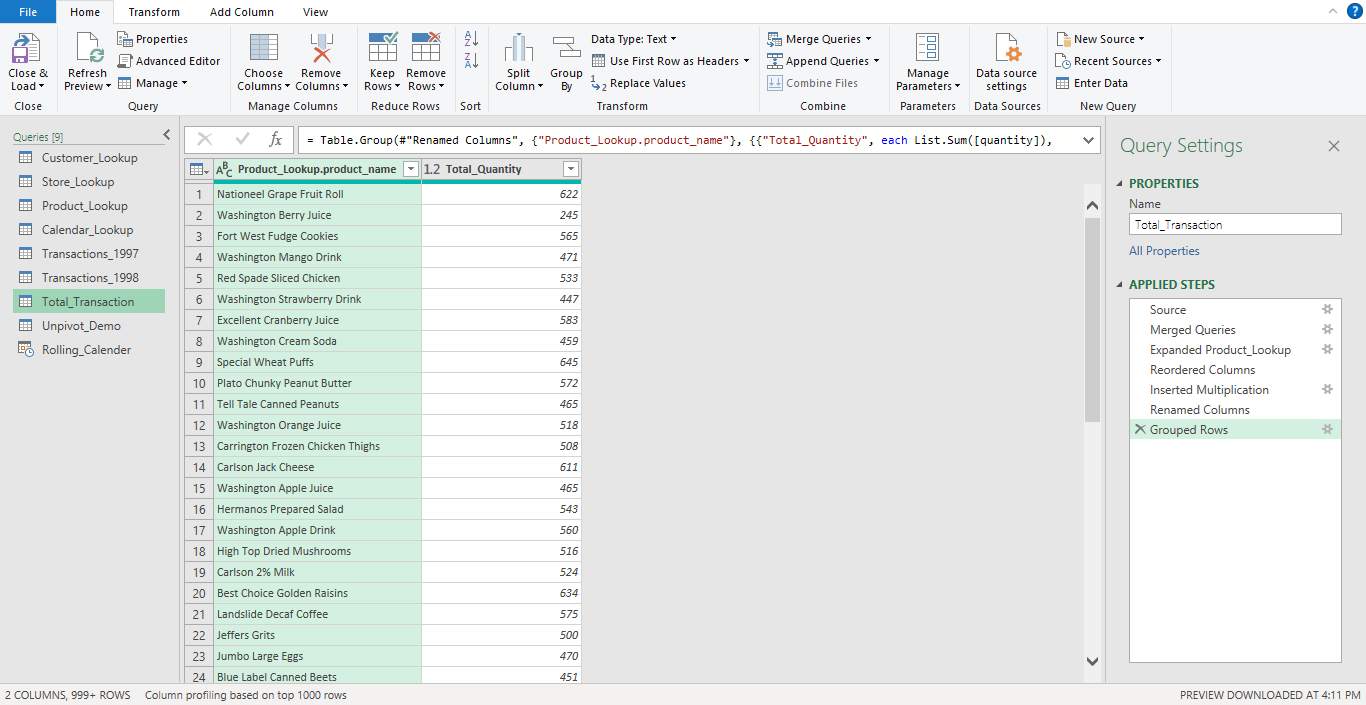 File Home Transform Add Column View
Close & Load Refresh Preview Properties Advanced Editor Manage Choose Columns Remove Columns Keep Rows Remove Rows Split Column Group By Data Type: Text Use First Row as Headers Replace Values Merge Queries Append Queries Combine Files Manage Parameters Data source settings New Source Recent Sources Enter Data
Close Query Manage Columns Reduce Rows Sort Transform Combine Parameters Data Sources New Query
Queries [9]
Customer_Lookup
Store_Lookup
Product_Lookup
Calendar_Lookup
Transactions_1997
Transactions_1998
Total_Transaction
Unpivot_Demo
Rolling_Calender
fx = Table.Group(#"Renamed Columns", {"Product_Lookup.product_name"}, {{"Total_Quantity", each List.Sum([quantity]),
ABC Product_Lookup.product_name 1.2 Total_Quantity
1 Nationeel Grape Fruit Roll 622
2 Washington Berry Juice 245
3 Fort West Fudge Cookies 565
4 Washington Mango Drink 471
5 Red Spade Sliced Chicken 533
6 Washington Strawberry Drink 447
7 Excellent Cranberry Juice 583
8 Washington Cream Soda 459
9 Special Wheat Puffs 645
10 Plato Chunky Peanut Butter 572
11 Tell Tale Canned Peanuts 465
12 Washington Orange Juice 518
13 Carrington Frozen Chicken Thighs 508
14 Carlson Jack Cheese 611
15 Washington Apple Juice 465
16 Hermanos Prepared Salad 543
17 Washington Apple Drink 560
18 High Top Dried Mushrooms 516
19 Carlson 2% Milk 524
20 Best Choice Golden Raisins 634
21 Landslide Decaf Coffee 575
22 Jeffers Grits 500
23 Jumbo Large Eggs 470
24 Blue Label Canned Beets 451
Query Settings
PROPERTIES
Name
Total_Transaction
All Properties
APPLIED STEPS
Source
Merged Queries
Expanded Product_Lookup
Reordered Columns
Inserted Multiplication
Renamed Columns
Grouped Rows
2 COLUMNS, 999+ ROWS Column profiling based on top 1000 rows PREVIEW DOWNLOADED AT 4:11 PM